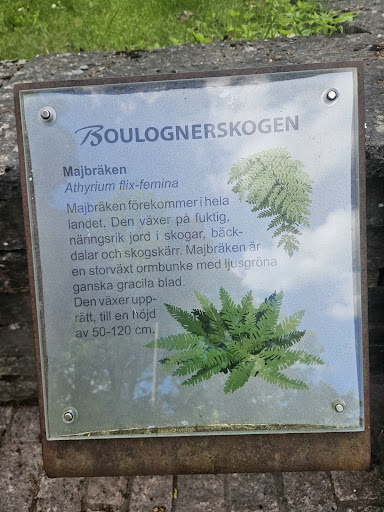 BOULOGNERSKOGEN
Majbräken
Athyrium flix-femina
Majbräken förekommer i hela
landet. Den växer på fuktig,
näringsrik jord i skogar, bäck-
dalar och skogskärr. Majbräken är
en storväxt ormbunke med ljusgröna
ganska gracila blad.
Den växer upp-
rätt, till en höjd
av 50-120 cm.